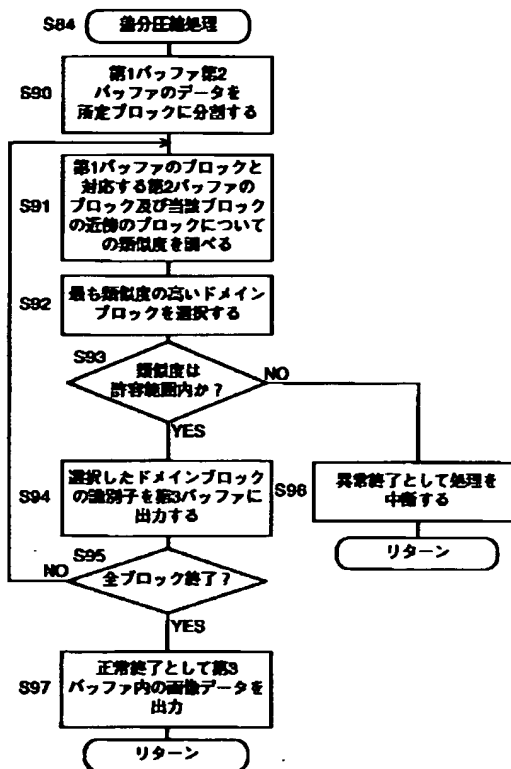 S84 差分圧縮処理
S90
第1バッファ第2
バッファのデータを
所定ブロックに分割する
S91
第1バッファのブロックと
対応する第2バッファの
ブロック及び当該ブロック
の近傍のブロックについて
の類似度を調べる
S92
最も類似度の高いドメイン
ブロックを選択する
S93
類似度は
許容範囲内か?
NO
YES
S94
選択したドメインブロック
の識別子を第3バッファに
出力する
S98
異常終了として処理を
中断する
リターン
S95
全ブロック終了?
NO
YES
S97
正常終了として第3
バッファ内の画像データを
出力
リターン